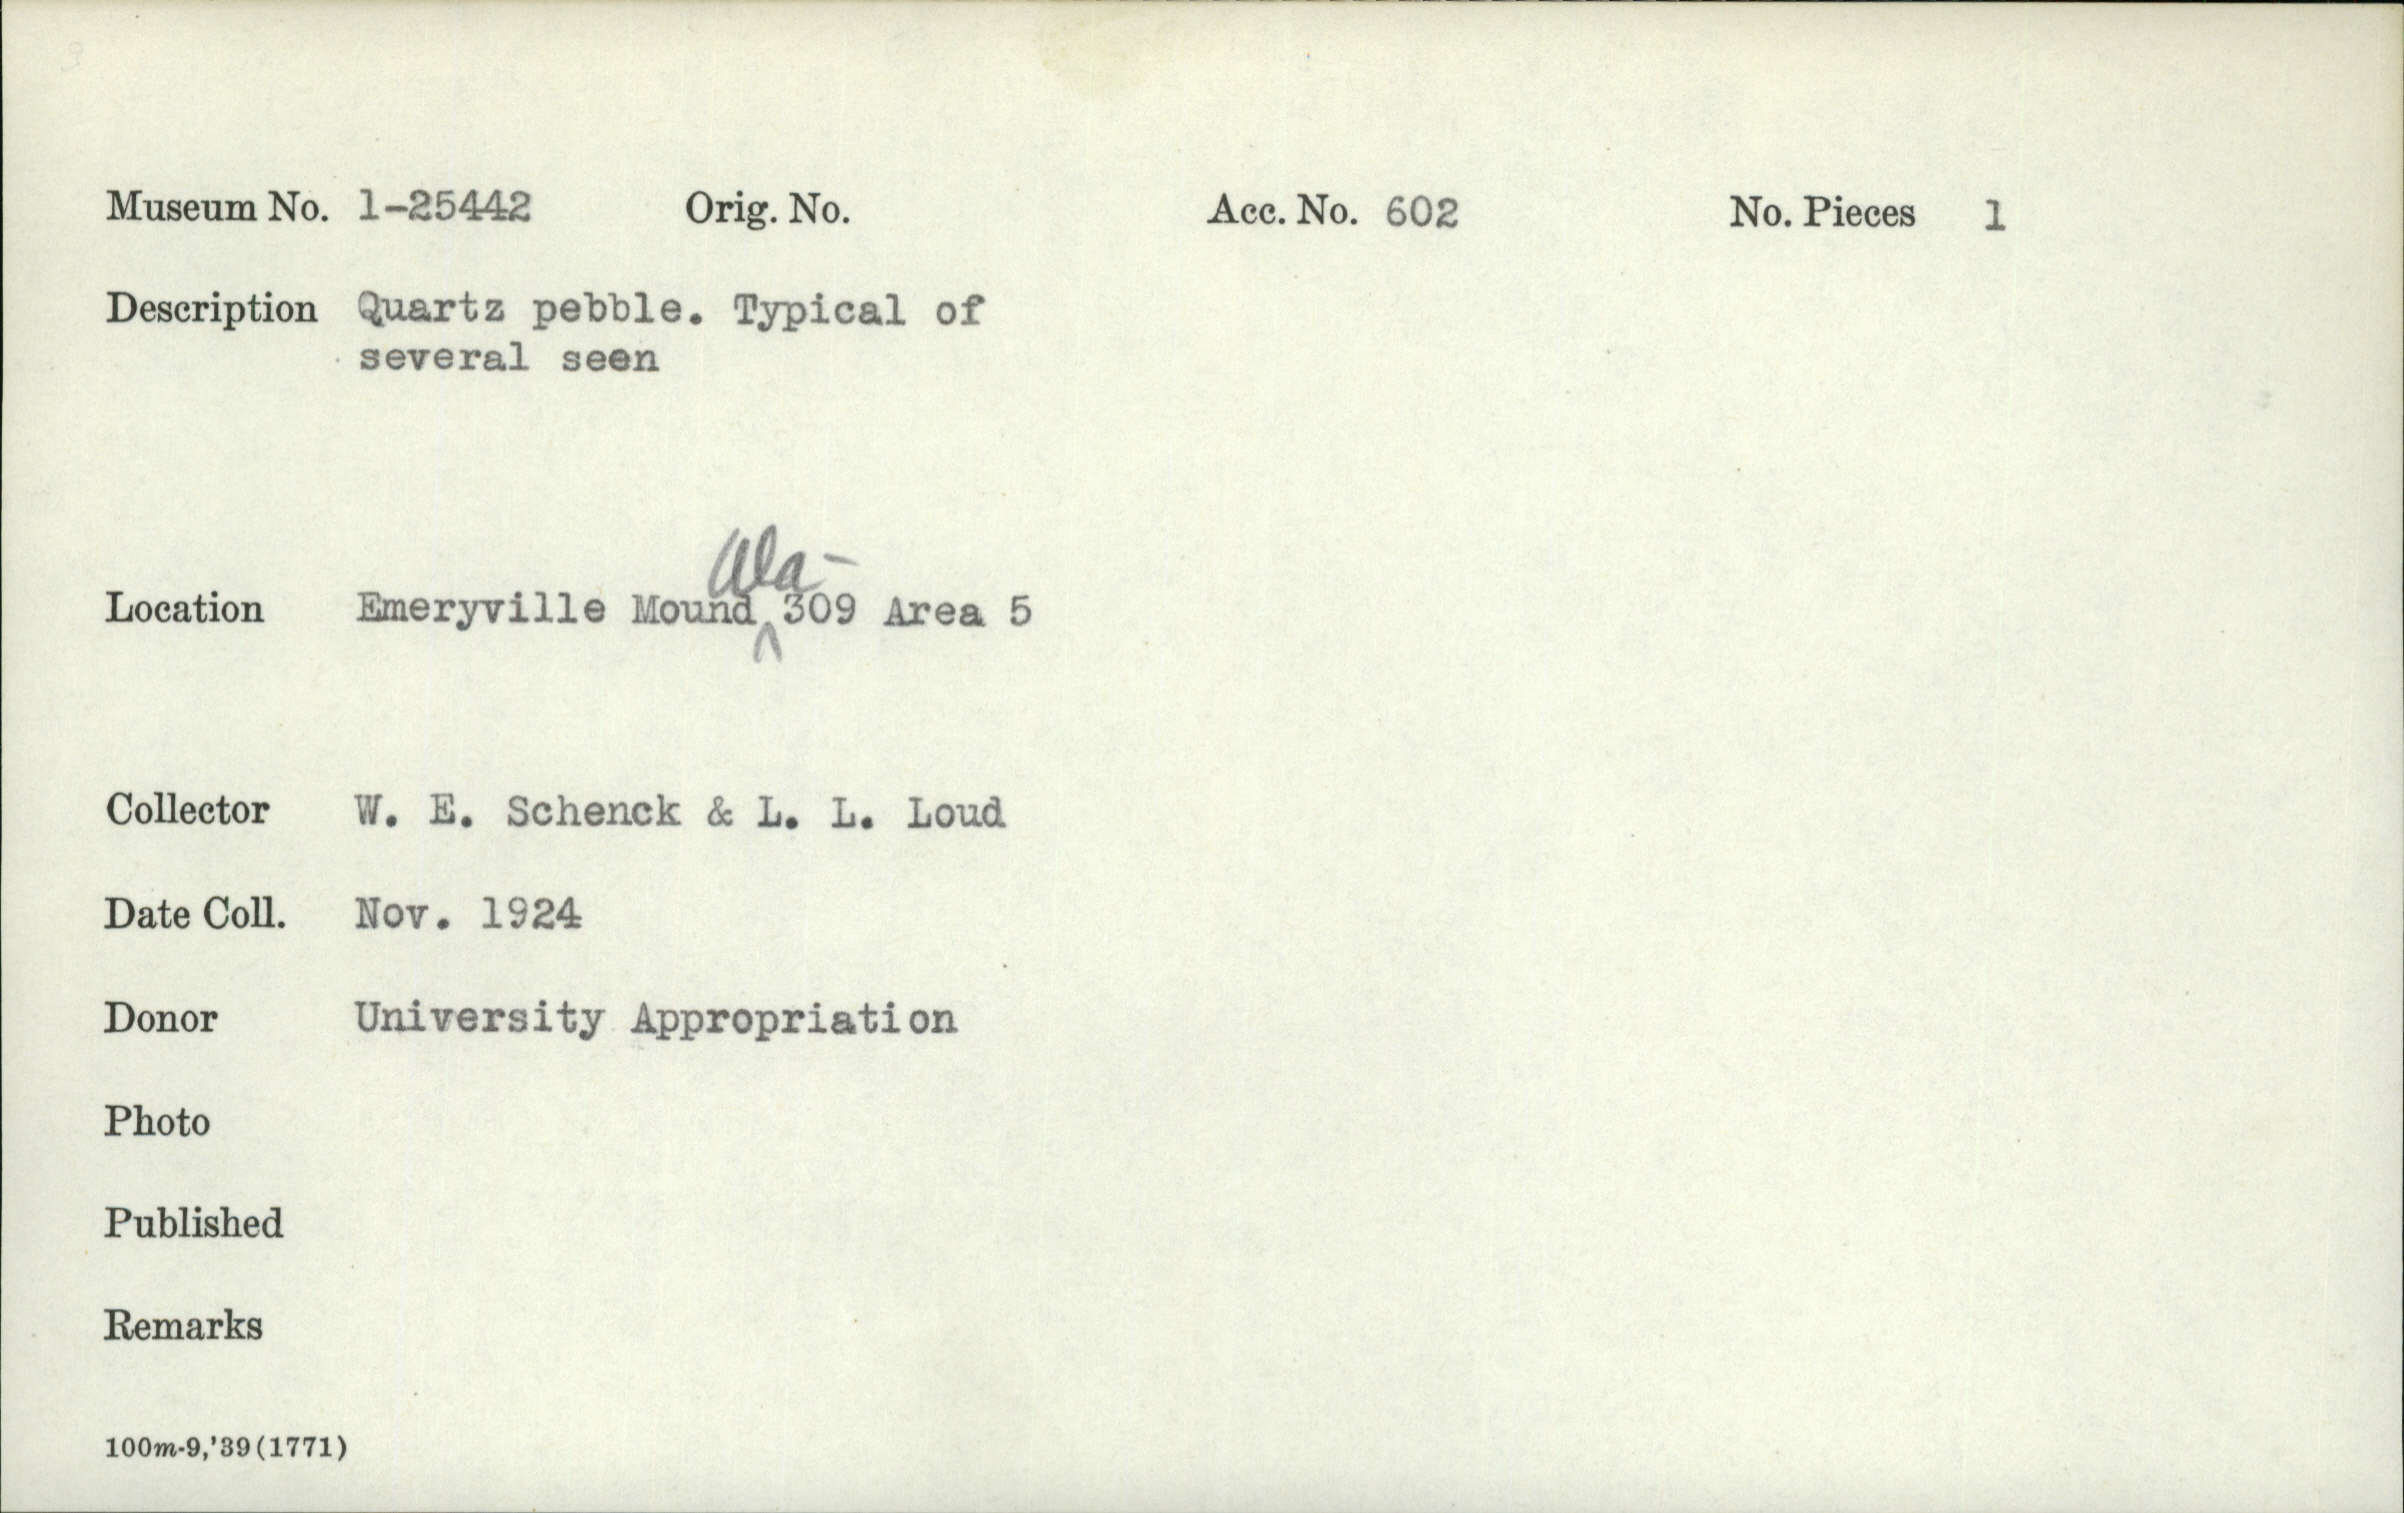 Museum No. 1-25442 Orig. No. Acc. No. 602 No. Pieces 1
Description Quartz pebble. Typical of
several seen
Ala-
Location Emeryville Mound ^ 309 Area 5
Collector W. E. Schenck & L. L. Loud
Date Coll. Nov. 1924
Donor University Appropriation
Photo
Published
Remarks
100m-9,'39(1771)